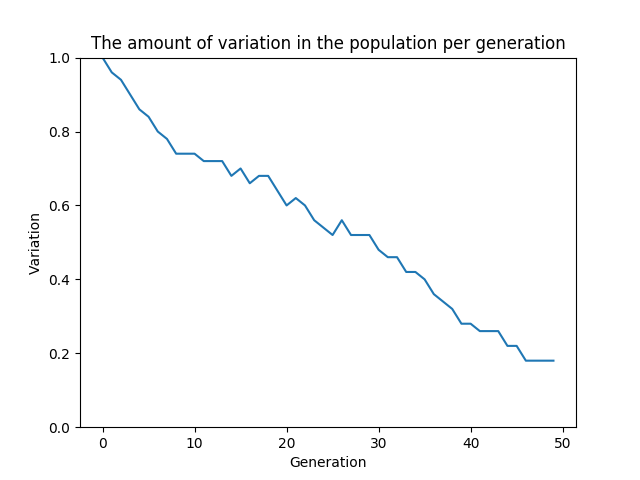 The amount of variation in the population per generation
1.0
0.8
0.6
0.4
0.2
0.0
Variation
0 10 20 30 40 50
Generation